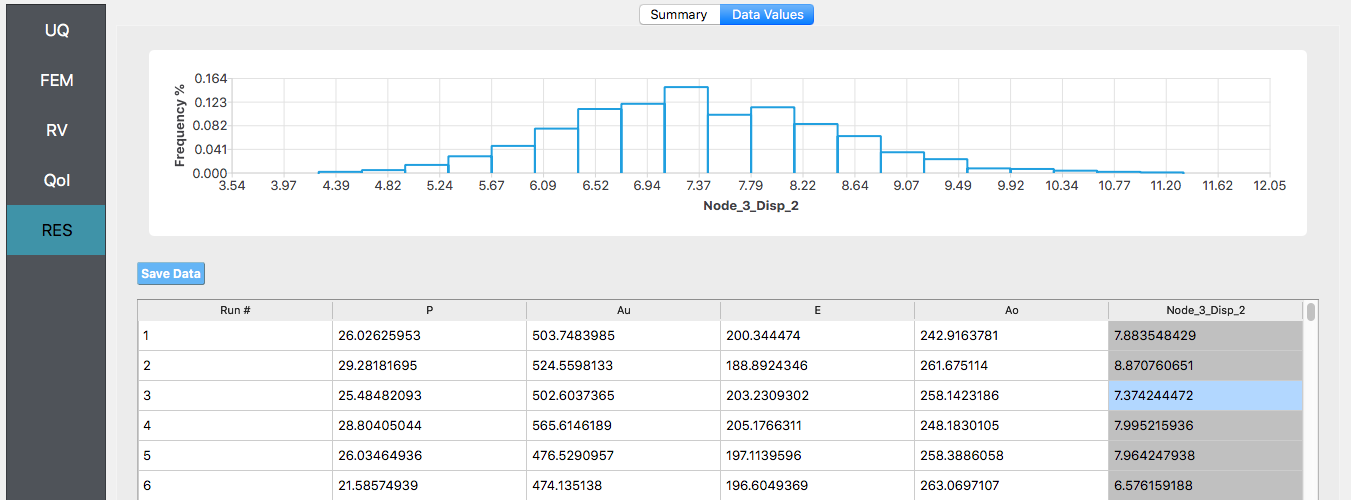 Summary Data Values
UQ
FEM
RV
QoI
RES
Frequency %
0.164
0.123
0.082
0.041
0.000
3.54 3.97 4.39 4.82 5.24 5.67 6.09 6.52 6.94 7.37 7.79 8.22 8.64 9.07 9.49 9.92 10.34 10.77 11.20 11.62 12.05
Node_3_Disp_2
Save Data
Run # P Au E Ao Node_3_Disp_2
1 26.02625953 503.7483985 200.344474 242.9163781 7.883548429
2 29.28181695 524.5598133 188.8924346 261.675114 8.870760651
3 25.48482093 502.6037365 203.2309302 258.1423186 7.374244472
4 28.80405044 565.6146189 205.1766311 248.1830105 7.995215936
5 26.03464936 476.5290957 197.1139596 258.3886058 7.964247938
6 21.58574939 474.135138 196.6049369 263.0697107 6.576159188